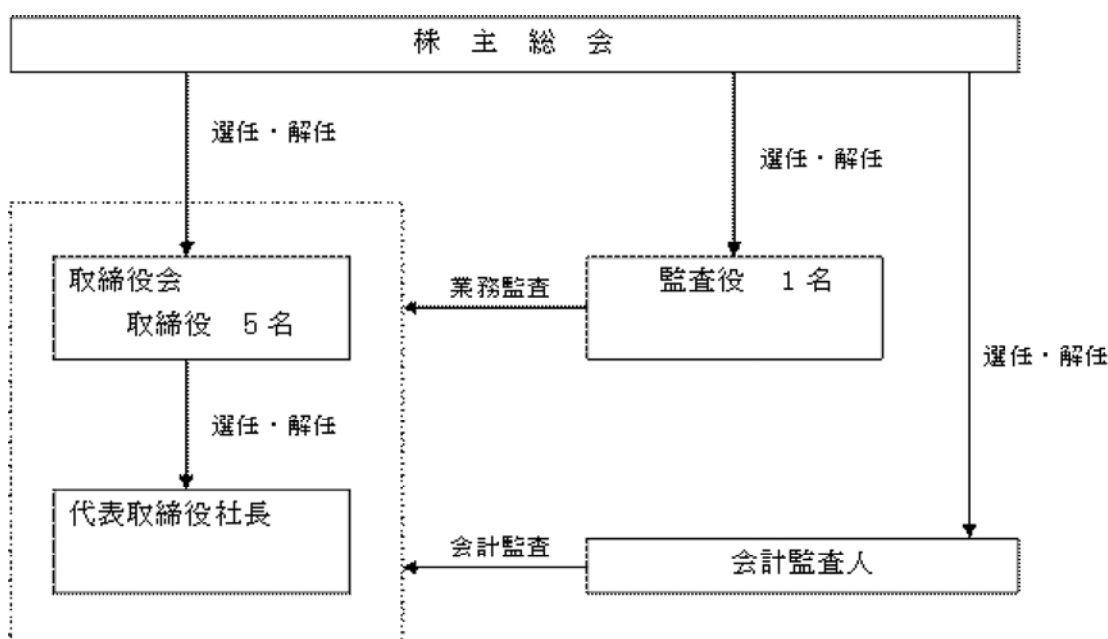 株 主 総 会
選任・解任
選任・解任
取締役会
取締役 5名
業務監査
監査役 1名
選任・解任
選任・解任
代表取締役社長
会計監査
会計監査人